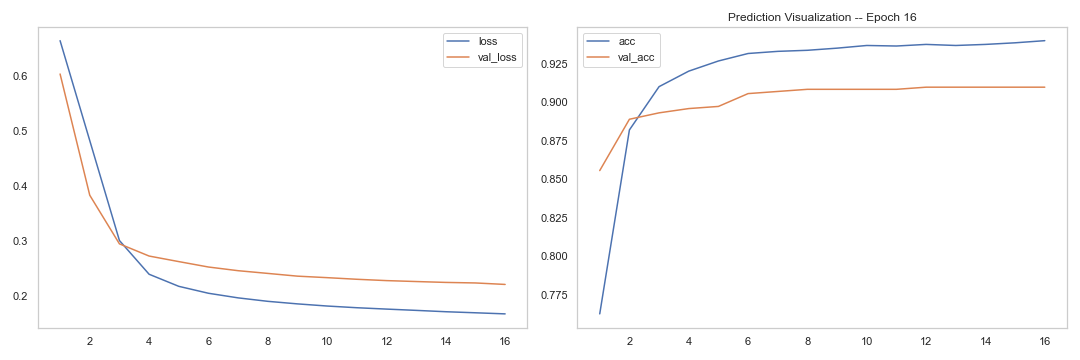 Prediction Visualization -- Epoch 16
loss
val_loss
0.6
0.5
0.4
0.3
0.2
2 4 6 8 10 12 14 16
acc
val_acc
0.925
0.900
0.875
0.850
0.825
0.800
0.775
2 4 6 8 10 12 14 16